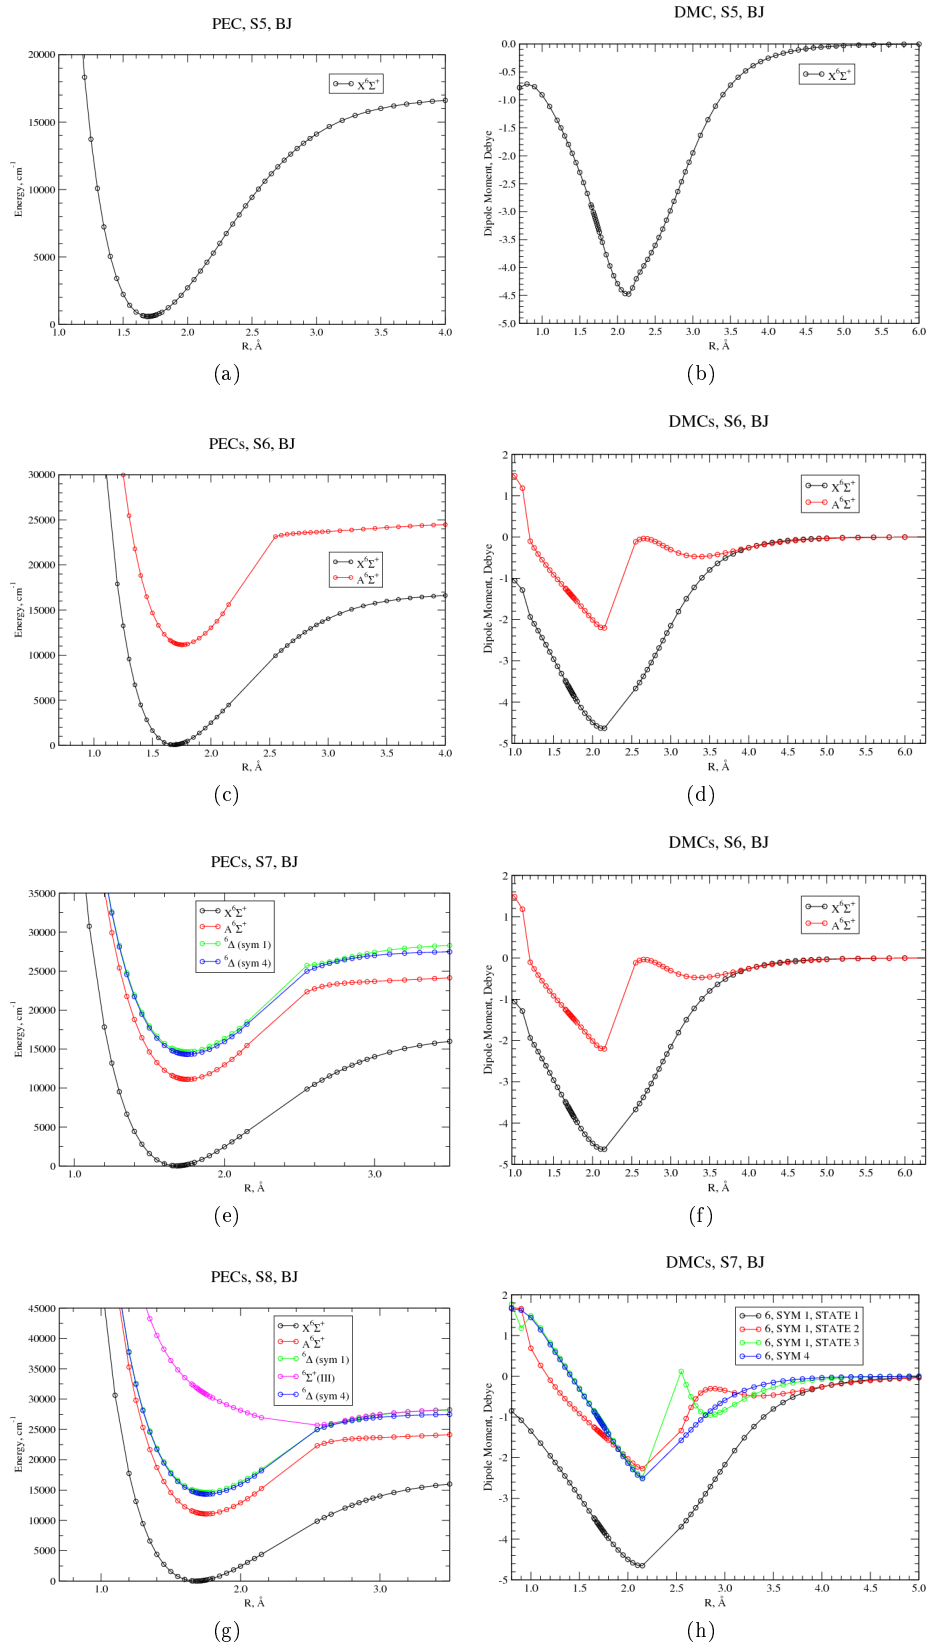 PEC, S5, BJ
20000
15000
10000
5000
0
Energy, cm⁻¹
X⁶Σ⁺
1.0 1.5 2.0 2.5 3.0 3.5 4.0
R, Å
(a)
DMC, S5, BJ
0.0
-0.5
-1.0
-1.5
-2.0
-2.5
-3.0
-3.5
-4.0
-4.5
-5.0
Dipole Moment, Debye
X⁶Σ⁺
1.0 1.5 2.0 2.5 3.0 3.5 4.0 4.5 5.0 5.5 6.0
R, Å
(b)
PECs, S6, BJ
30000
25000
20000
15000
10000
5000
0
Energy, cm⁻¹
X⁶Σ⁺
A⁶Σ⁺
1.0 1.5 2.0 2.5 3.0 3.5 4.0
R, Å
(c)
DMCs, S6, BJ
2
1
0
-1
-2
-3
-4
-5
Dipole Moment, Debye
X⁶Σ⁺
A⁶Σ⁺
1.0 1.5 2.0 2.5 3.0 3.5 4.0 4.5 5.0 5.5 6.0
R, Å
(d)
PECs, S7, BJ
35000
30000
25000
20000
15000
10000
5000
0
Energy, cm⁻¹
X⁶Σ⁺
A⁶Σ⁺
⁶Δ (sym 1)
⁶Δ (sym 4)
1.0 2.0 3.0
R, Å
(e)
DMCs, S6, BJ
2
1
0
-1
-2
-3
-4
-5
Dipole Moment, Debye
X⁶Σ⁺
A⁶Σ⁺
1.0 1.5 2.0 2.5 3.0 3.5 4.0 4.5 5.0 5.5 6.0
R, Å
(f)
PECs, S8, BJ
45000
40000
35000
30000
25000
20000
15000
10000
5000
0
Energy, cm⁻¹
X⁶Σ⁺
A⁶Σ⁺
⁶Δ (sym 1)
⁶Σ⁺(III)
⁶Δ (sym 4)
1.0 2.0 3.0
R, Å
(g)
DMCs, S7, BJ
2
1
0
-1
-2
-3
-4
-5
Dipole Moment, Debye
6, SYM 1, STATE 1
6, SYM 1, STATE 2
6, SYM 1, STATE 3
6, SYM 4
1.0 1.5 2.0 2.5 3.0 3.5 4.0 4.5 5.0
R, Å
(h)